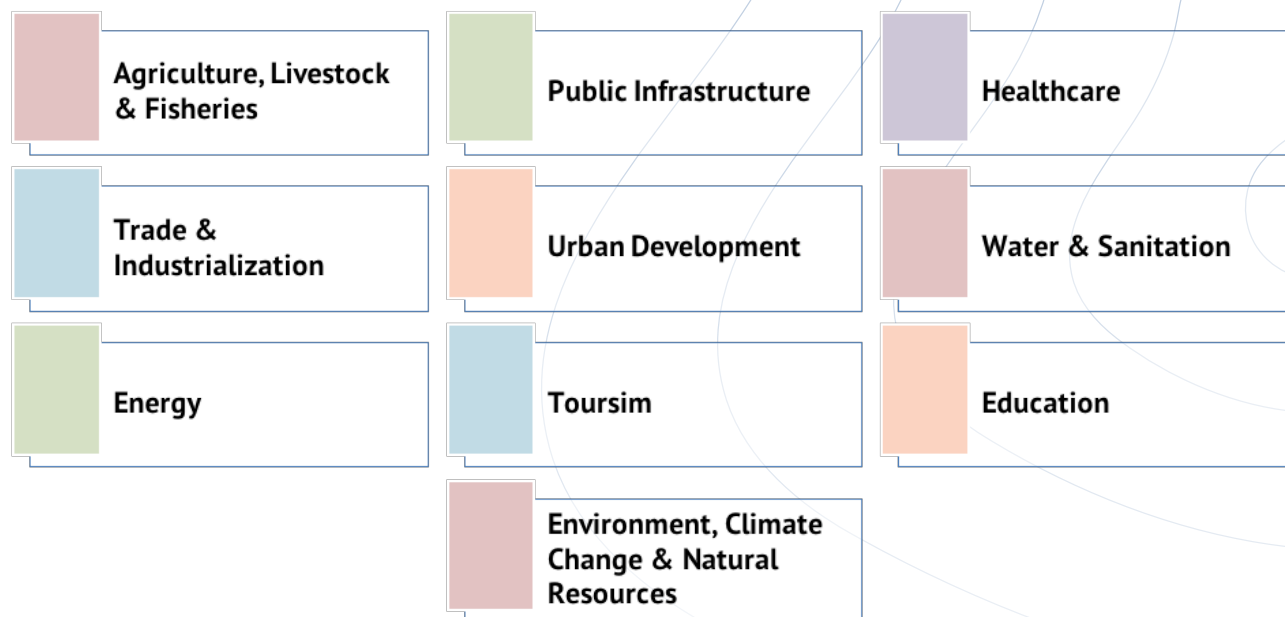 Agriculture, Livestock
& Fisheries
Public Infrastructure
Healthcare
Trade &
Industrialization
Urban Development
Water & Sanitation
Energy
Toursim
Education
Environment, Climate
Change & Natural
Resources